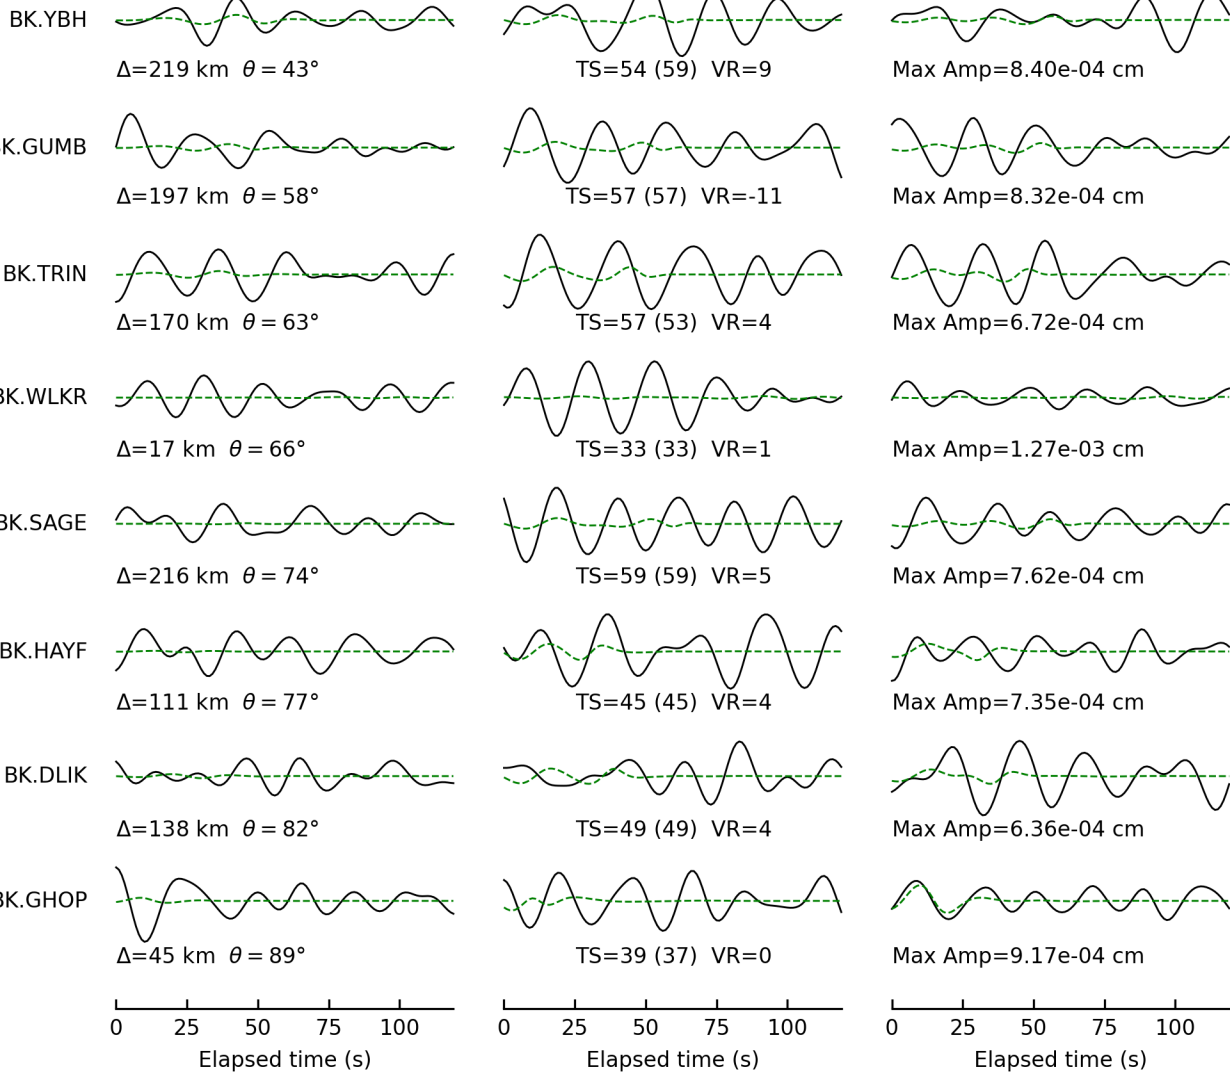 BK.YBH
Δ=219 km θ = 43° TS=54 (59) VR=9 Max Amp=8.40e-04 cm
K.GUMB
Δ=197 km θ = 58° TS=57 (57) VR=-11 Max Amp=8.32e-04 cm
BK.TRIN
Δ=170 km θ = 63° TS=57 (53) VR=4 Max Amp=6.72e-04 cm
BK.WLKR
Δ=17 km θ = 66° TS=33 (33) VR=1 Max Amp=1.27e-03 cm
BK.SAGE
Δ=216 km θ = 74° TS=59 (59) VR=5 Max Amp=7.62e-04 cm
BK.HAYF
Δ=111 km θ = 77° TS=45 (45) VR=4 Max Amp=7.35e-04 cm
BK.DLIK
Δ=138 km θ = 82° TS=49 (49) VR=4 Max Amp=6.36e-04 cm
BK.GHOP
Δ=45 km θ = 89° TS=39 (37) VR=0 Max Amp=9.17e-04 cm
0 25 50 75 100 0 25 50 75 100 0 25 50 75 100
Elapsed time (s) Elapsed time (s) Elapsed time (s)